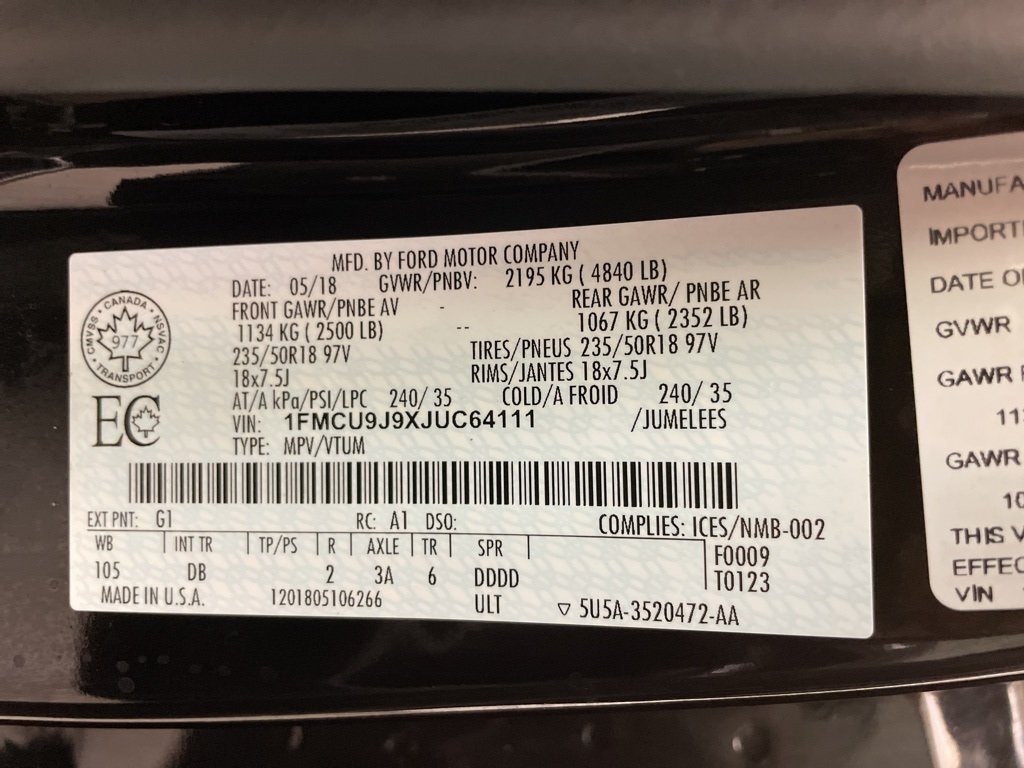 MFD. BY FORD MOTOR COMPANY
DATE: 05/18 GVWR/PNBV: 2195 KG ( 4840 LB)
FRONT GAWR/PNBE AV - REAR GAWR/ PNBE AR
1134 KG ( 2500 LB) -- 1067 KG ( 2352 LB)
235/50R18 97V TIRES/PNEUS 235/50R18 97V
18x7.5J RIMS/JANTES 18x7.5J
AT/A kPa/PSI/LPC 240/ 35 COLD/A FROID 240/ 35
VIN: 1FMCU9J9XJUC64111 /JUMELEES
TYPE: MPV/VTUM
CANADA
CMVSS NSVAC
977
TRANSPORT
EC
EXT PNT: G1 RC: A1 DSO: COMPLIES: ICES/NMB-002
WB INT TR TP/PS R AXLE TR SPR F0009
105 DB 2 3A 6 DDDD T0123
MADE IN U.S.A. 1201805106266 ULT ▽ 5U5A-3520472-AA
MANUFA
IMPORT
DATE O
GVWR
GAWR
11
GAWR
10
THIS V
EFFEC
VIN